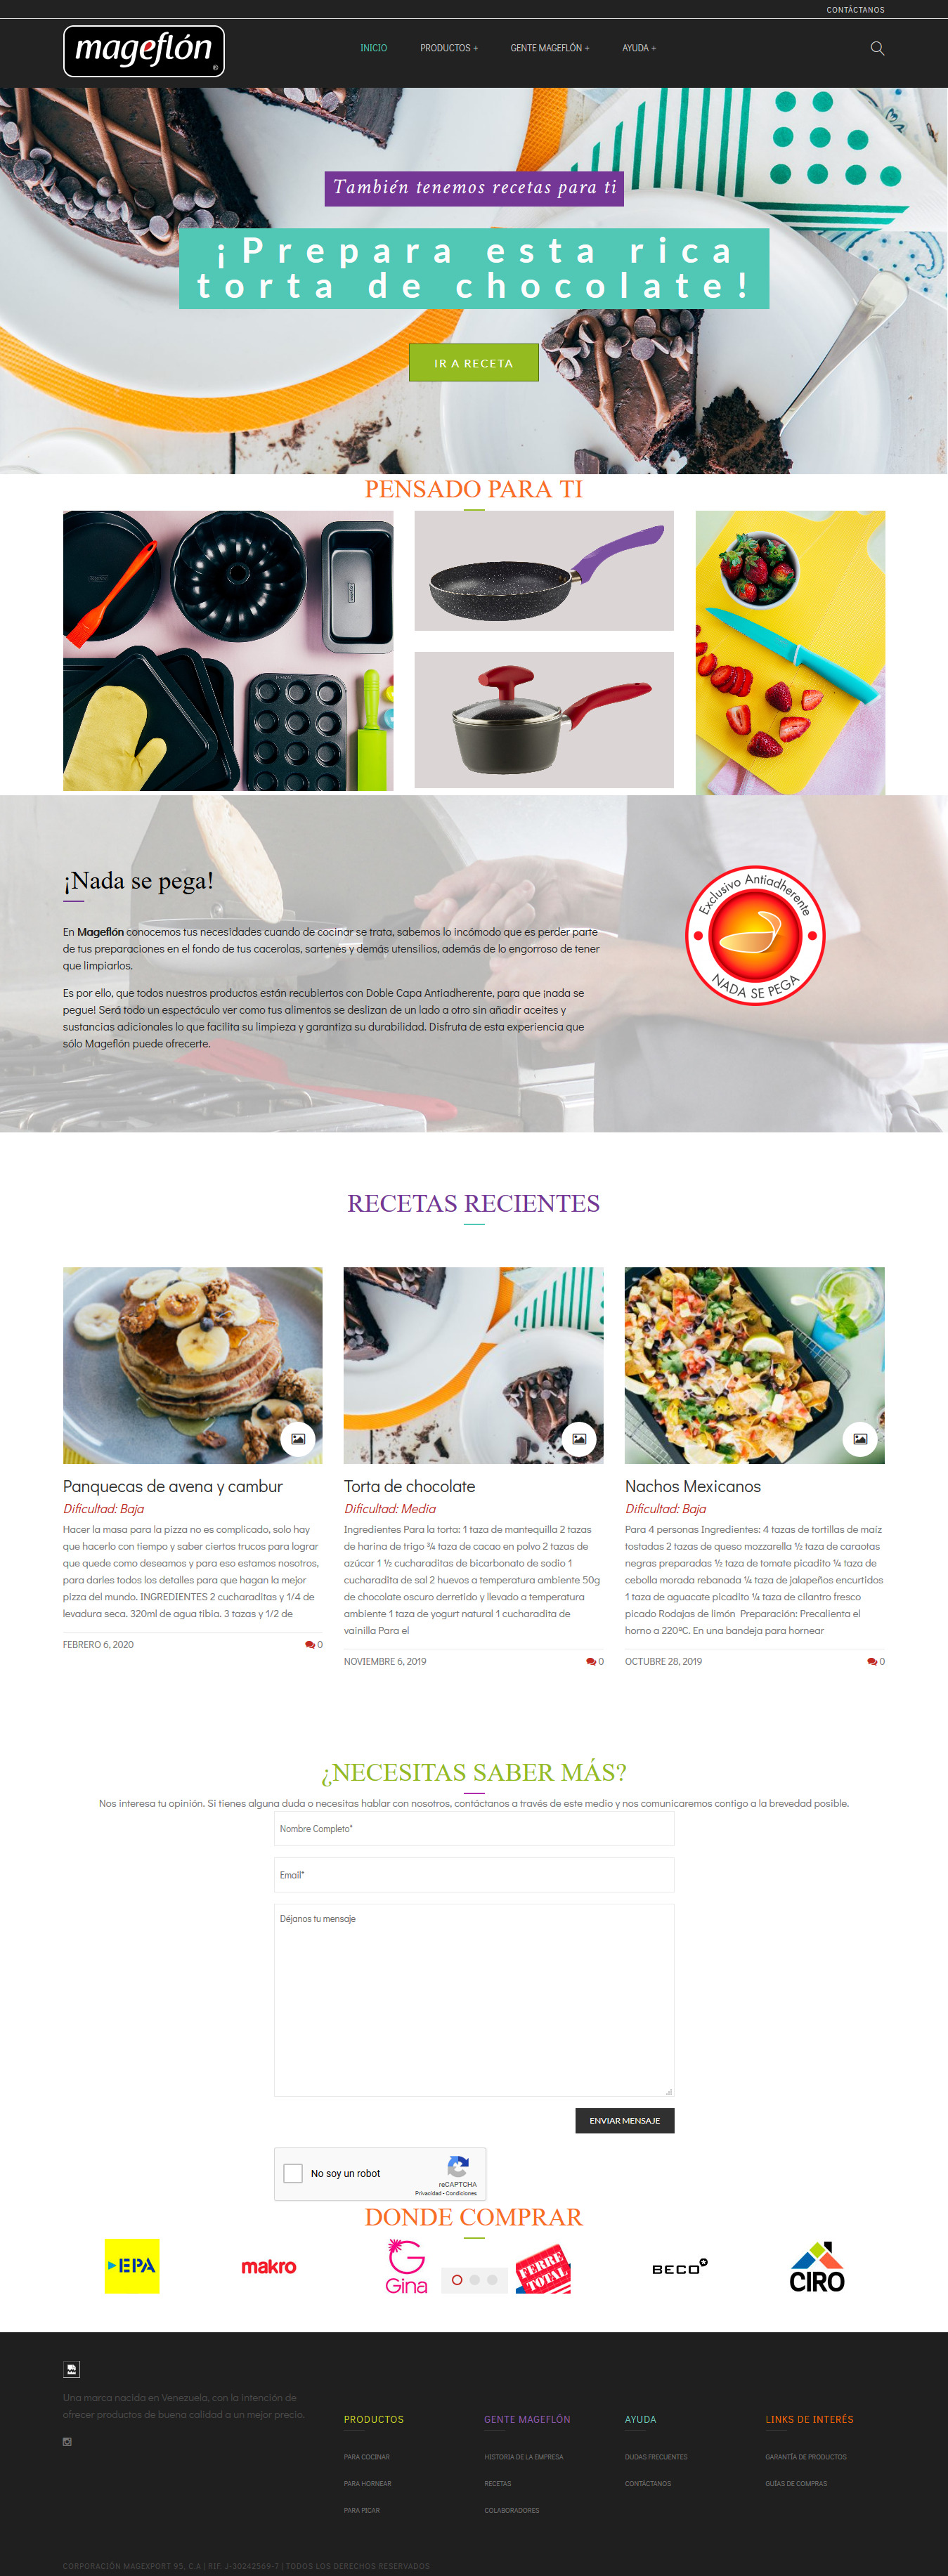 CONTÁCTANOS
mageflón
INICIO PRODUCTOS + GENTE MAGEFLÓN + AYUDA +
También tenemos recetas para ti
¡Prepara esta rica
torta de chocolate!
IR A RECETA
PENSADO PARA TI
¡Nada se pega!
En Mageflón conocemos tus necesidades cuando de cocinar se trata, sabemos lo incómodo que es perder parte
de tus preparaciones en el fondo de tus cacerolas, sartenes y demás utensilios, además de lo engorroso de tener
que limpiarlos.
Es por ello, que todos nuestros productos están recubiertos con Doble Capa Antiadherente, para que ¡nada se
pegue! Será todo un espectáculo ver como tus alimentos se deslizan de un lado a otro sin añadir aceites y
sustancias adicionales lo que facilita su limpieza y garantiza su durabilidad. Disfruta de esta experiencia que
sólo Mageflón puede ofrecerte.
Exclusivo Antiadherente
NADA SE PEGA
RECETAS RECIENTES
Panquecas de avena y cambur
Dificultad: Baja
Hacer la masa para la pizza no es complicado, solo hay
que hacerlo con tiempo y saber ciertos trucos para lograr
que quede como deseamos y para eso estamos nosotros,
para darles todos los detalles para que hagan la mejor
pizza del mundo. INGREDIENTES 2 cucharaditas y 1/4 de
levadura seca. 320ml de agua tibia. 3 tazas y 1/2 de
FEBRERO 6, 2020 0
Torta de chocolate
Dificultad: Media
Ingredientes Para la torta: 1 taza de mantequilla 2 tazas
de harina de trigo ¾ taza de cacao en polvo 2 tazas de
azúcar 1 ½ cucharaditas de bicarbonato de sodio 1
cucharadita de sal 2 huevos a temperatura ambiente 50g
de chocolate oscuro derretido y llevado a temperatura
ambiente 1 taza de yogurt natural 1 cucharadita de
vainilla Para el
NOVIEMBRE 6, 2019 0
Nachos Mexicanos
Dificultad: Baja
Para 4 personas Ingredientes: 4 tazas de tortillas de maíz
tostadas 2 tazas de queso mozzarella ½ taza de caraotas
negras preparadas ½ taza de tomate picadito ¼ taza de
cebolla morada rebanada ¼ taza de jalapeños encurtidos
1 taza de aguacate picadito ¼ taza de cilantro fresco
picado Rodajas de limón Preparación: Precalienta el
horno a 220ºC. En una bandeja para hornear
OCTUBRE 28, 2019 0
¿NECESITAS SABER MÁS?
Nos interesa tu opinión. Si tienes alguna duda o necesitas hablar con nosotros, contáctanos a través de este medio y nos comunicaremos contigo a la brevedad posible.
Nombre Completo*
Email*
Déjanos tu mensaje
ENVIAR MENSAJE
No soy un robot
reCAPTCHA
Privacidad - Condiciones
DONDE COMPRAR
EPA
makro
Gina
FERRE
TOTAL
BECO
CIRO
Una marca nacida en Venezuela, con la intención de
ofrecer productos de buena calidad a un mejor precio.
PRODUCTOS
PARA COCINAR
PARA HORNEAR
PARA PICAR
GENTE MAGEFLÓN
HISTORIA DE LA EMPRESA
RECETAS
COLABORADORES
AYUDA
DUDAS FRECUENTES
CONTÁCTANOS
LINKS DE INTERÉS
GARANTÍA DE PRODUCTOS
GUÍAS DE COMPRAS
CORPORACIÓN MAGEXPORT 95, C.A | RIF. J-30242569-7 | TODOS LOS DERECHOS RESERVADOS